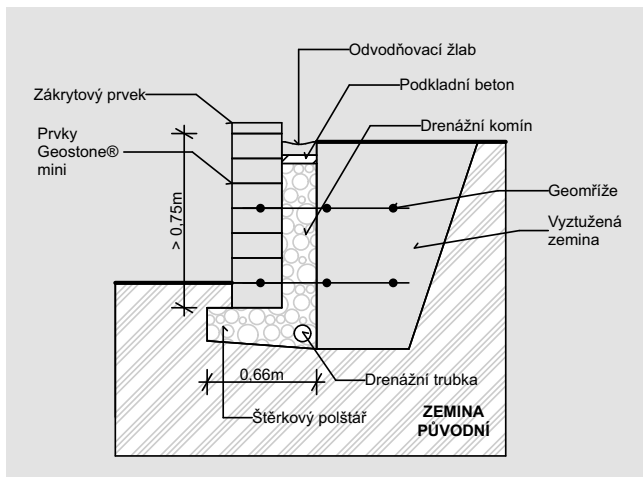 Odvodňovací žlab
Podkladní beton
Zákrytový prvek
Drenážní komín
Prvky
Geostone® 
mini
Geomříže
> 0,75m
Vyztužená
zemina
0,66m
Drenážní trubka
Štěrkový polštář
ZEMINA
PŮVODNÍ